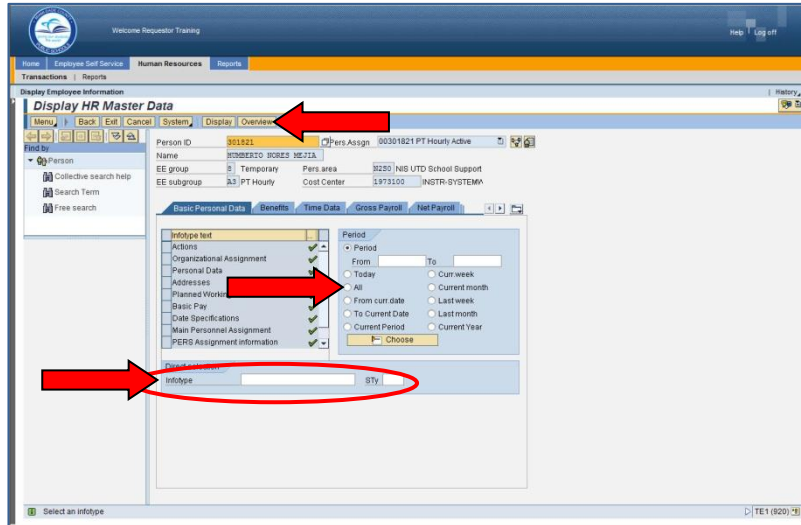 Welcome Requestor Training
Help | Log off
Home Employee Self Service Human Resources Reports
Transactions | Reports
Display Employee Information
History
Display HR Master Data
Menu Back Exit Cancel System Display Overview
Find by
Person
Collective search help
Search Term
Free search
Person ID 301821 Pers.Assgn 00301821 PT Hourly Active
Name HUMBERTO NORES MEJIA
EE group 8 Temporary Pers.area NIS UTD School Support
EE subgroup A3 PT Hourly Cost Center 1973100 INSTR-SYSTEMW
Basic Personal Data Benefits Time Data Gross Payroll Net Payroll
Infotype text
Actions
Organizational Assignment
Personal Data
Addresses
Planned Working
Basic Pay
Date Specifications
Main Personnel Assignment
PERS Assignment information
Period
Period
From To
Today Curr.week
All Current month
From curr.date Last week
To Current Date Last month
Current Period Current Year
Choose
Direct selection
Infotype STy
Select an infotype
TE1 (920)